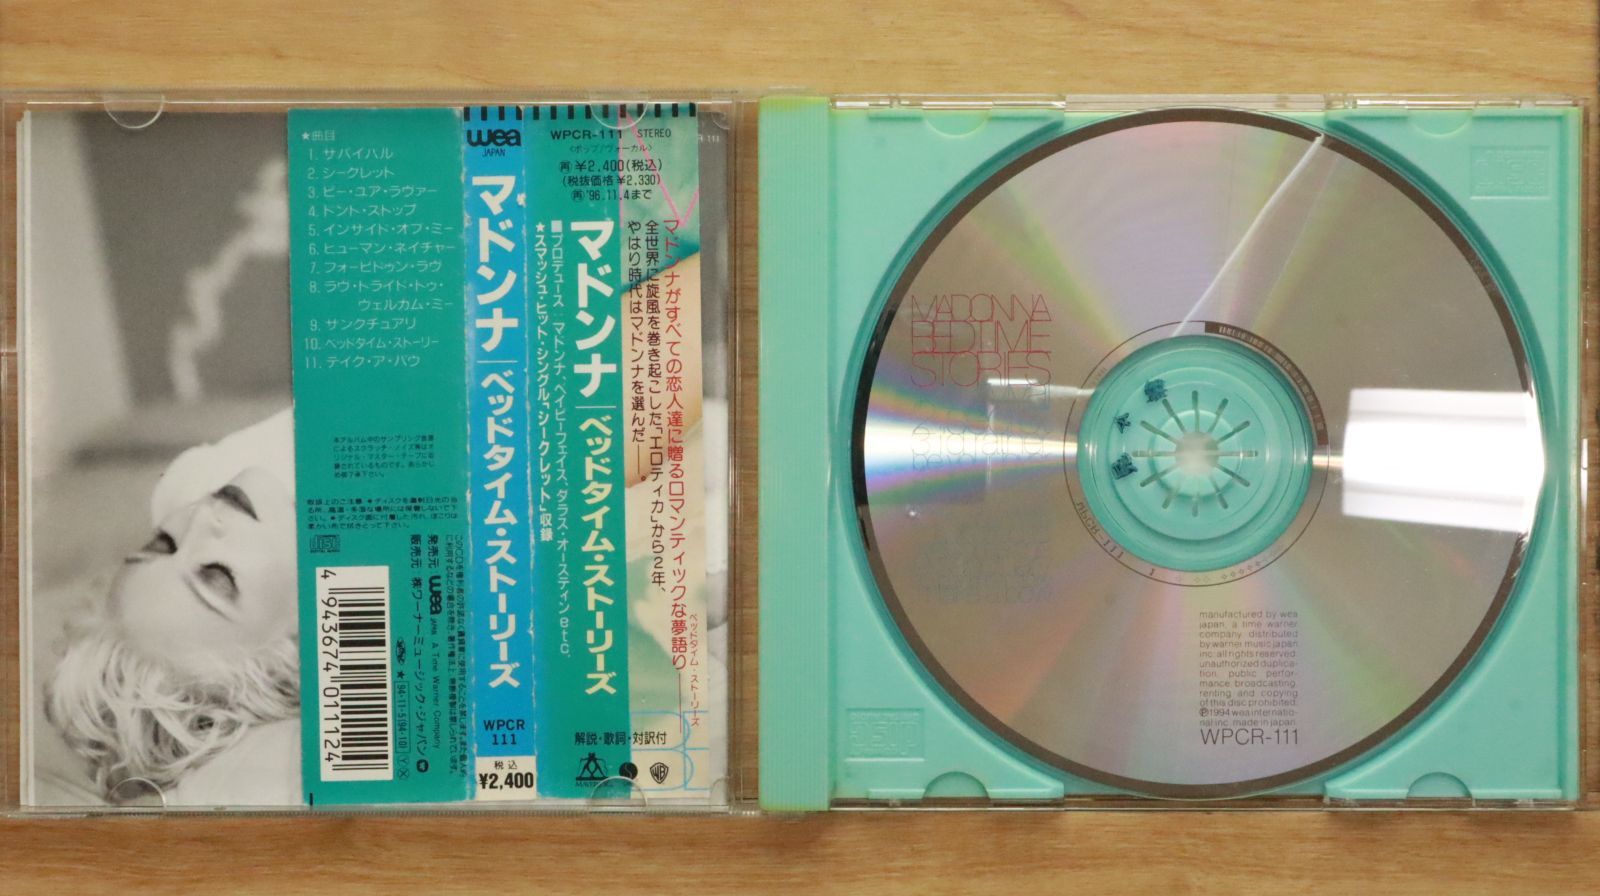 ★曲目
1. サバイバル
2. シークレット
3. ビー・ユア・ラヴァー
4. ドント・ストップ
5. インサイド・オブ・ミー
6. ヒューマン・ネイチャー
7. フォービドゥン・ラヴ
8. ラヴ・トライド・トゥ・
ウェルカム・ミー
9. サンクチュアリ
10. ベッドタイム・ストーリー
11. テイク・ア・バウ
発売元: wea JAPAN A Time Warner Company
販売元: ㈱ワーナーミュージック・ジャパン
★(94・11・5)(94・10)
4 943674 011124
wea
JAPAN
マドンナ|ベッドタイム・ストーリーズ
WPCR
111
税込
¥2,400
WPCR-111 STEREO
<ポップ/ヴォーカル>
㊖¥2,400(税込)
(税抜価格¥2,330)
㊖'96.11.4まで
マドンナ|ベッドタイム・ストーリーズ
■プロデュース:マドンナ、ベイビーフェイス、ダラス・オースティンetc.
★スマッシュ・ヒット・シングル「シークレット」収録
マドンナがすべての恋人達に贈るロマンティックな夢語り
ベッドタイム・ストーリーズ
全世界に旋風を巻き起こした「エロティカ」から2年、
やはり時代はマドンナを選んだ——。
解説・歌詞・対訳付
WB
MADONNA
BEDTIME
STORIES
WPCR-111
manufactured by wea
japan, a time warner
company. distributed
by warner music japan
inc. all rights reserved.
unauthorized duplica-
tion, public perfor-
mance, broadcasting,
renting and copying
of this disc prohibited.
℗1994 wea internatio-
nal inc. made in japan.
WPCR-111